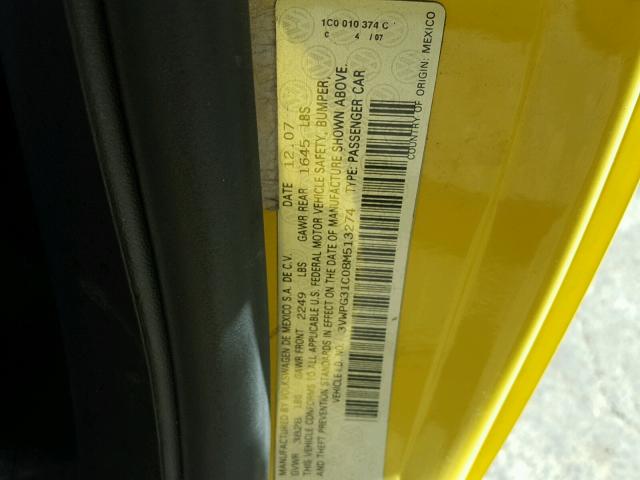 MANUFACTURED BY VOLKSWAGEN DE MEXICO S.A. DE C.V. DATE 12.07
GVWR 3828 LBS GAWR FRONT 2249 LBS GAWR REAR 1645 LBS
THIS VEHICLE CONFORMS TO ALL APPLICABLE U.S. FEDERAL MOTOR VEHICLE SAFETY, BUMPER,
AND THEFT PREVENTION STANDARDS IN EFFECT ON THE DATE OF MANUFACTURE SHOWN ABOVE.
VEHICLE I.D. NO.: 3VWPG31C08M513274 TYPE: PASSENGER CAR
COUNTRY OF ORIGIN: MEXICO
1C0 010 374 C
C 4 / 07